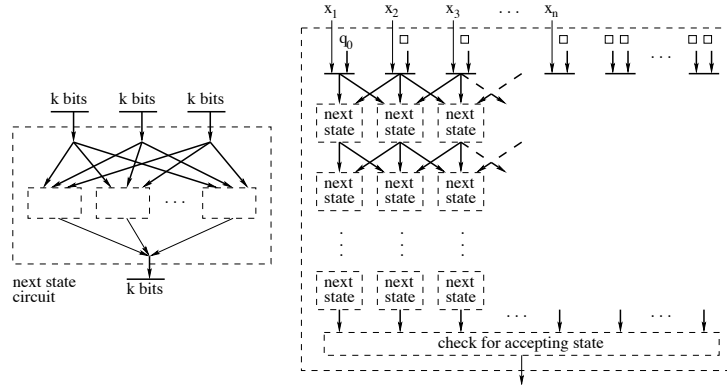 k bits k bits k bits
. . .
k bits
next state
circuit
x1 x2 x3 . . . xn
q0 □ □ □ □ □ . . . □ □
next state next state next state
next state next state next state
. . . . . . . . . . . .
next state next state next state
. . . . . .
check for accepting state